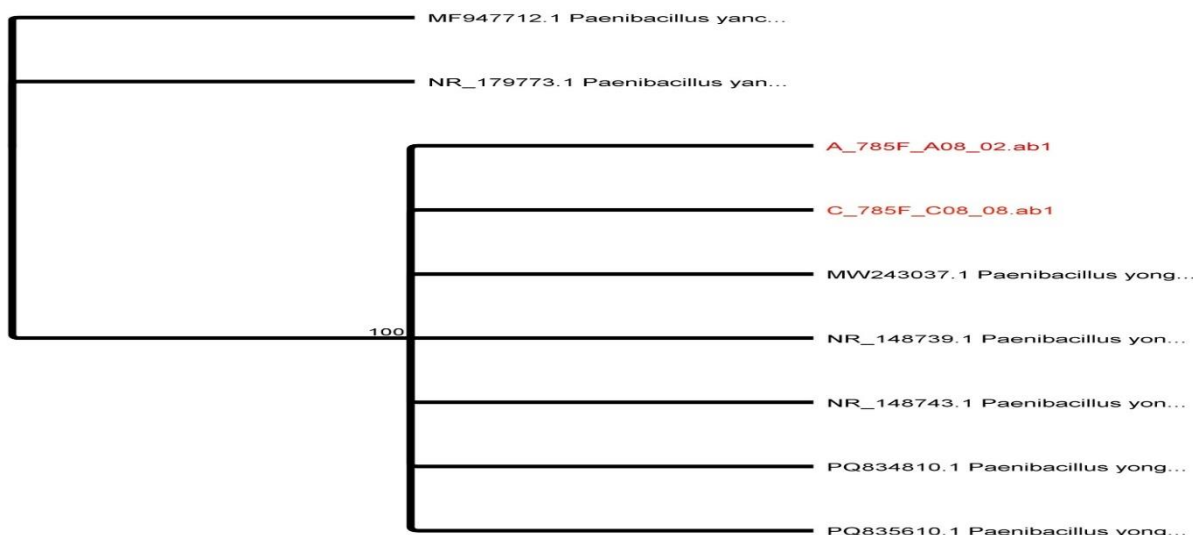 MF947712.1 Paenibacillus yanc...
NR_179773.1 Paenibacillus yan...
A_785F_A08_02.ab1
C_785F_C08_08.ab1
MW243037.1 Paenibacillus yong...
100
NR_148739.1 Paenibacillus yon...
NR_148743.1 Paenibacillus yon...
PQ834810.1 Paenibacillus yong...
PQ835610.1 Paenibacillus yong...